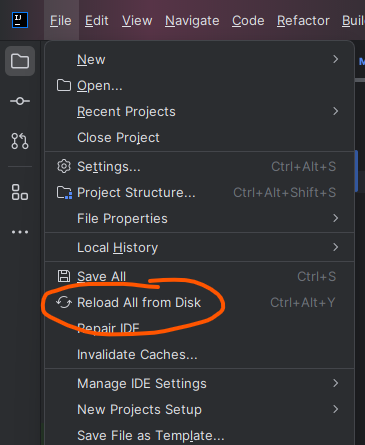 IJ
File Edit View Navigate Code Refactor
New
Open...
Recent Projects
Close Project
Settings... Ctrl+Alt+S
Project Structure... Ctrl+Alt+Shift+S
File Properties
Local History
Save All Ctrl+S
Reload All from Disk Ctrl+Alt+Y
Repair IDE
Invalidate Caches...
Manage IDE Settings
New Projects Setup
Save File as Template...